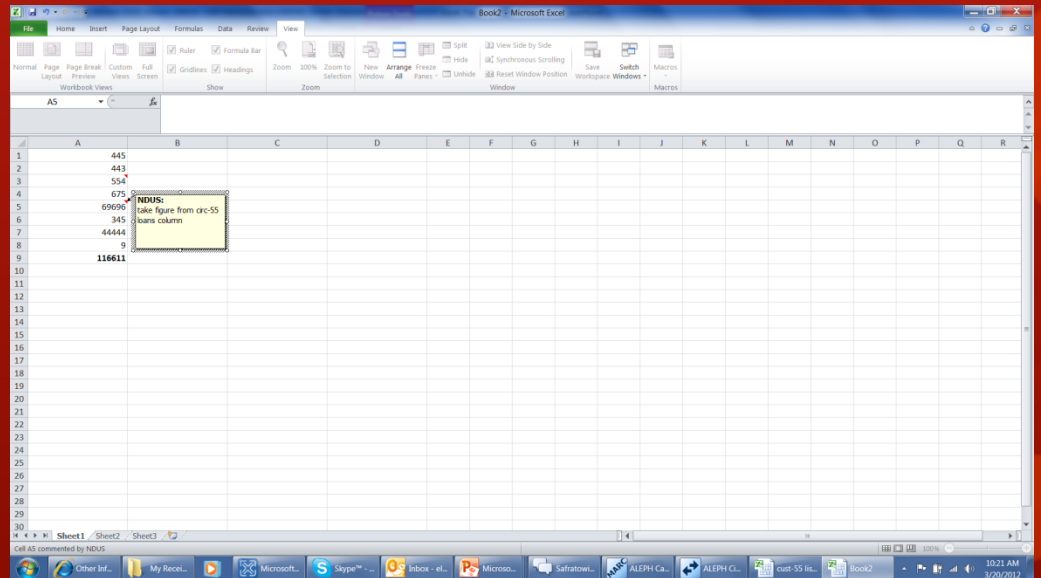 Book2 - Microsoft Excel
File Home Insert Page Layout Formulas Data Review View
Normal Page Layout Page Break Preview Custom Views Full Screen
Workbook Views
Ruler Formula Bar
Gridlines Headings
Show
Zoom 100% Zoom to Selection
Zoom
New Window Arrange All Freeze Panes
Split
Hide
Unhide
View Side by Side
Synchronous Scrolling
Reset Window Position
Save Workspace Switch Windows
Window
Macros
Macros
A5 fx
A B C D E F G H I J K L M N O P Q R
1 445
2 443
3 554
4 675
5 69696
6 345
7 44444
8 9
9 116611
NDUS:
take figure from circ-55
loans column
10
11
12
13
14
15
16
17
18
19
20
21
22
23
24
25
26
27
28
29
30
Sheet1 Sheet2 Sheet3
Cell A5 commented by NDUS
100%
Other Inf... My Recei... Microsoft... Skype™ - ... Inbox - el... Microso... Safratowi... MARC ALEPH Ca... ALEPH Ci... cust-55 lis... Book2
10:21 AM
3/20/2012